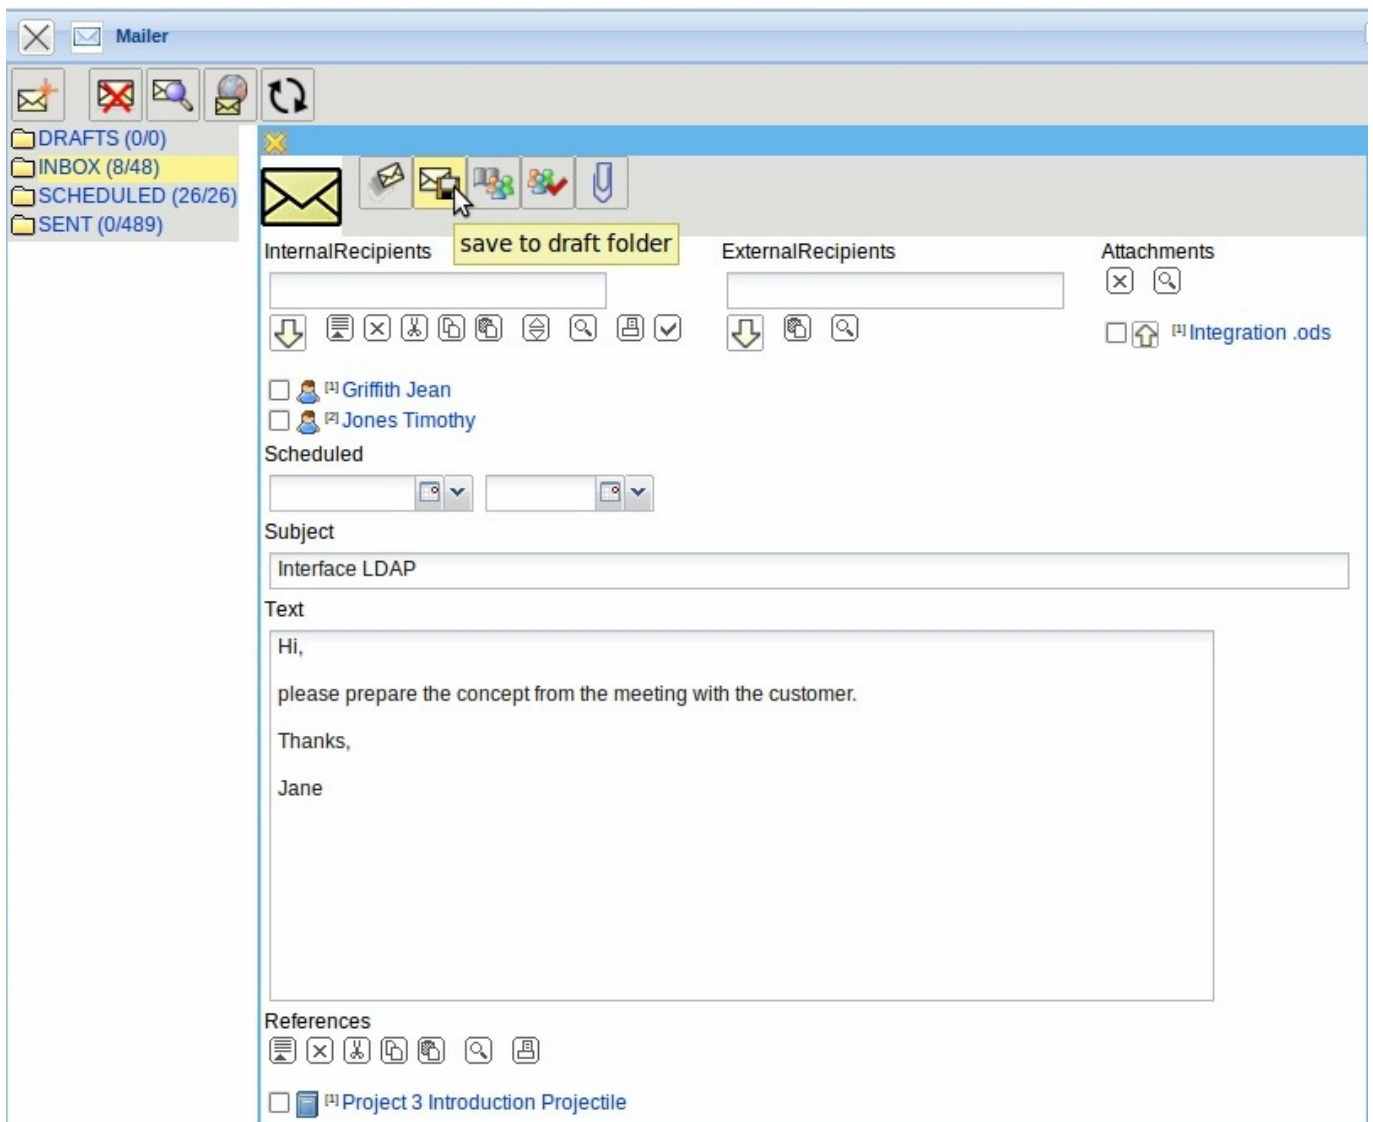 Mailer
DRAFTS (0/0)
INBOX (8/48)
SCHEDULED (26/26)
SENT (0/489)
save to draft folder
InternalRecipients
ExternalRecipients
Attachments
[1] Integration .ods
[1] Griffith Jean
[2] Jones Timothy
Scheduled
Subject
Interface LDAP
Text
Hi,
please prepare the concept from the meeting with the customer.
Thanks,
Jane
References
[1] Project 3 Introduction Projectile